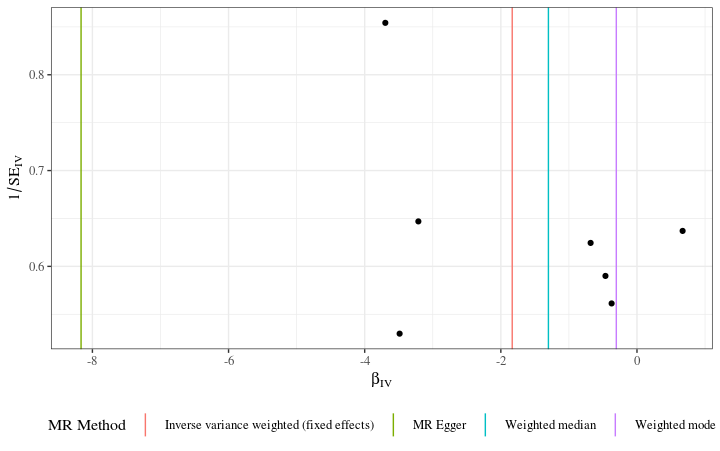 0.8
0.7
0.6
1/SE_IV
-8
-6
-4
-2
0
β_IV
MR Method
Inverse variance weighted (fixed effects)
MR Egger
Weighted median
Weighted mode